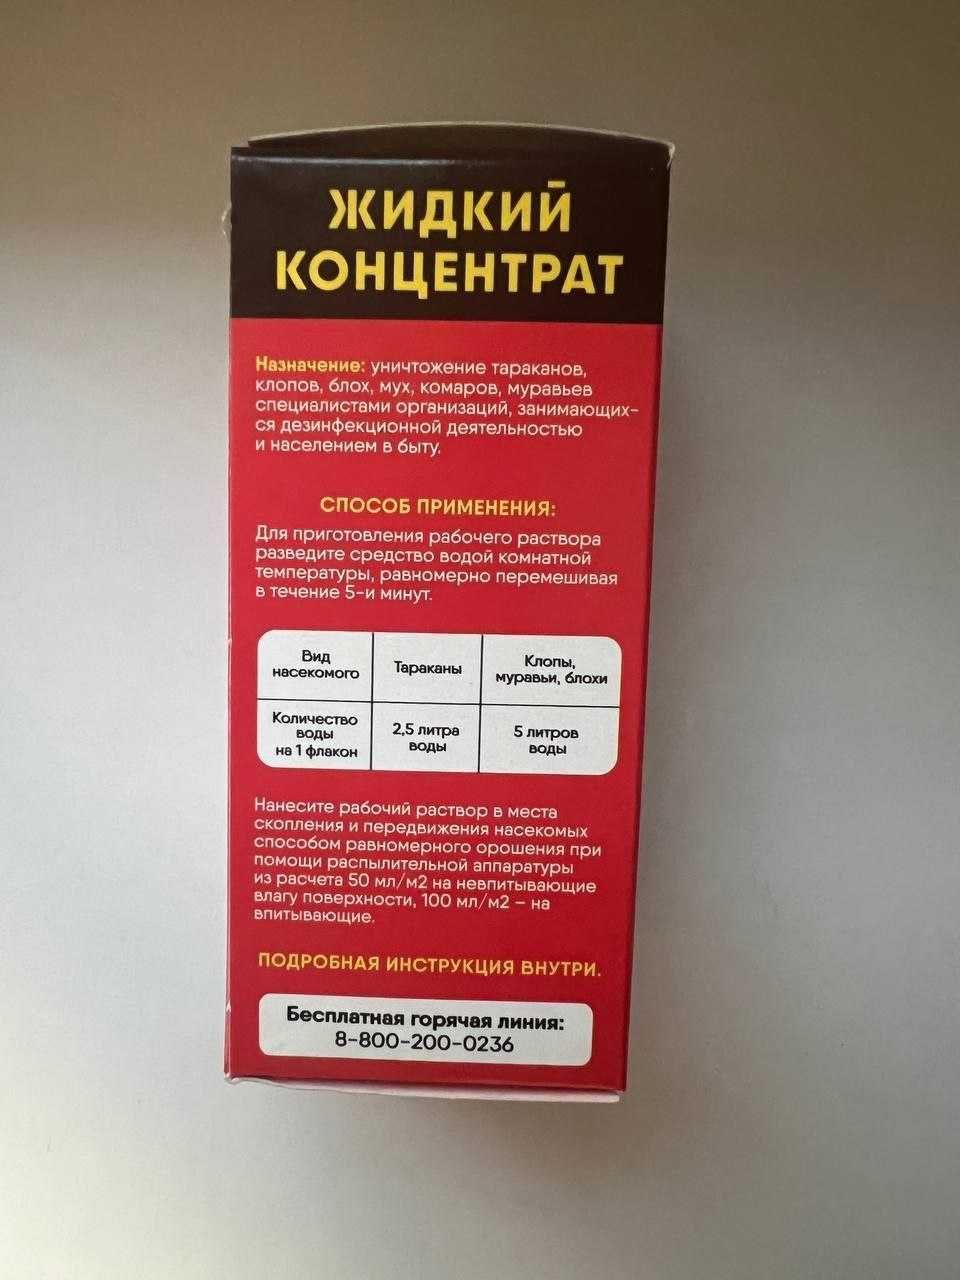 ЖИДКИЙ
КОНЦЕНТРАТ
Назначение: уничтожение тараканов,
клопов, блох, мух, комаров, муравьев
специалистами организаций, занимающих-
ся дезинфекционной деятельностью
и населением в быту.
СПОСОБ ПРИМЕНЕНИЯ:
Для приготовления рабочего раствора
разведите средство водой комнатной
температуры, равномерно перемешивая
в течение 5-и минут.
Вид
насекомого
Тараканы
Клопы,
муравьи, блохи
Количество
воды
на 1 флакон
2,5 литра
воды
5 литров
воды
Нанесите рабочий раствор в места
скопления и передвижения насекомых
способом равномерного орошения при
помощи распылительной аппаратуры
из расчета 50 мл/м2 на невпитывающие
влагу поверхности, 100 мл/м2 – на
впитывающие.
ПОДРОБНАЯ ИНСТРУКЦИЯ ВНУТРИ.
Бесплатная горячая линия:
8-800-200-0236